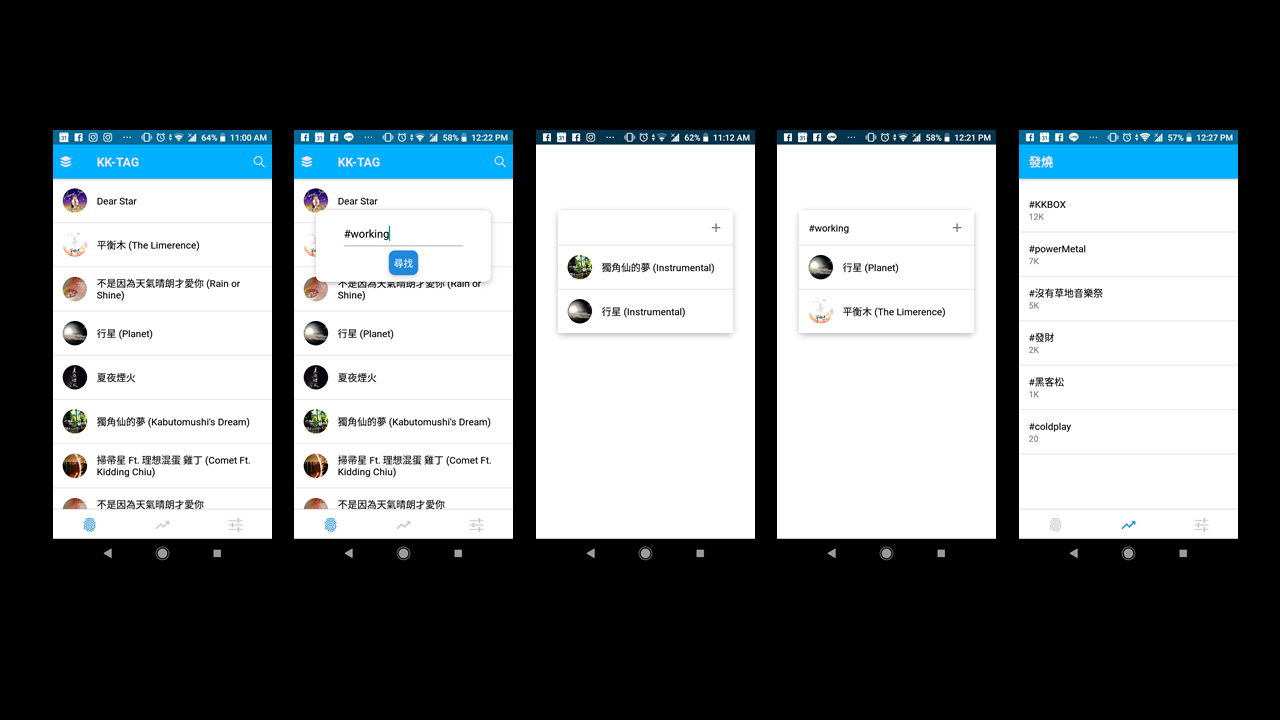 64% 11:00 AM
KK-TAG
Dear Star
平衡木 (The Limerence)
不是因為天氣晴朗才愛你 (Rain or
Shine)
行星 (Planet)
夏夜煙火
獨角仙的夢 (Kabutomushi's Dream)
掃帚星 Ft. 理想混蛋 雞丁 (Comet Ft.
Kidding Chiu)
不是因為天氣晴朗才愛你
58% 12:22 PM
KK-TAG
Dear Star
#working
尋找
不是因為天氣晴朗才愛你 (Rain or
Shine)
行星 (Planet)
夏夜煙火
獨角仙的夢 (Kabutomushi's Dream)
掃帚星 Ft. 理想混蛋 雞丁 (Comet Ft.
Kidding Chiu)
不是因為天氣晴朗才愛你
62% 11:12 AM
獨角仙的夢 (Instrumental)
行星 (Instrumental)
58% 12:21 PM
#working
行星 (Planet)
平衡木 (The Limerence)
57% 12:27 PM
發燒
#KKBOX
12K
#powerMetal
7K
#沒有草地音樂祭
5K
#發財
2K
#黑客松
1K
#coldplay
20